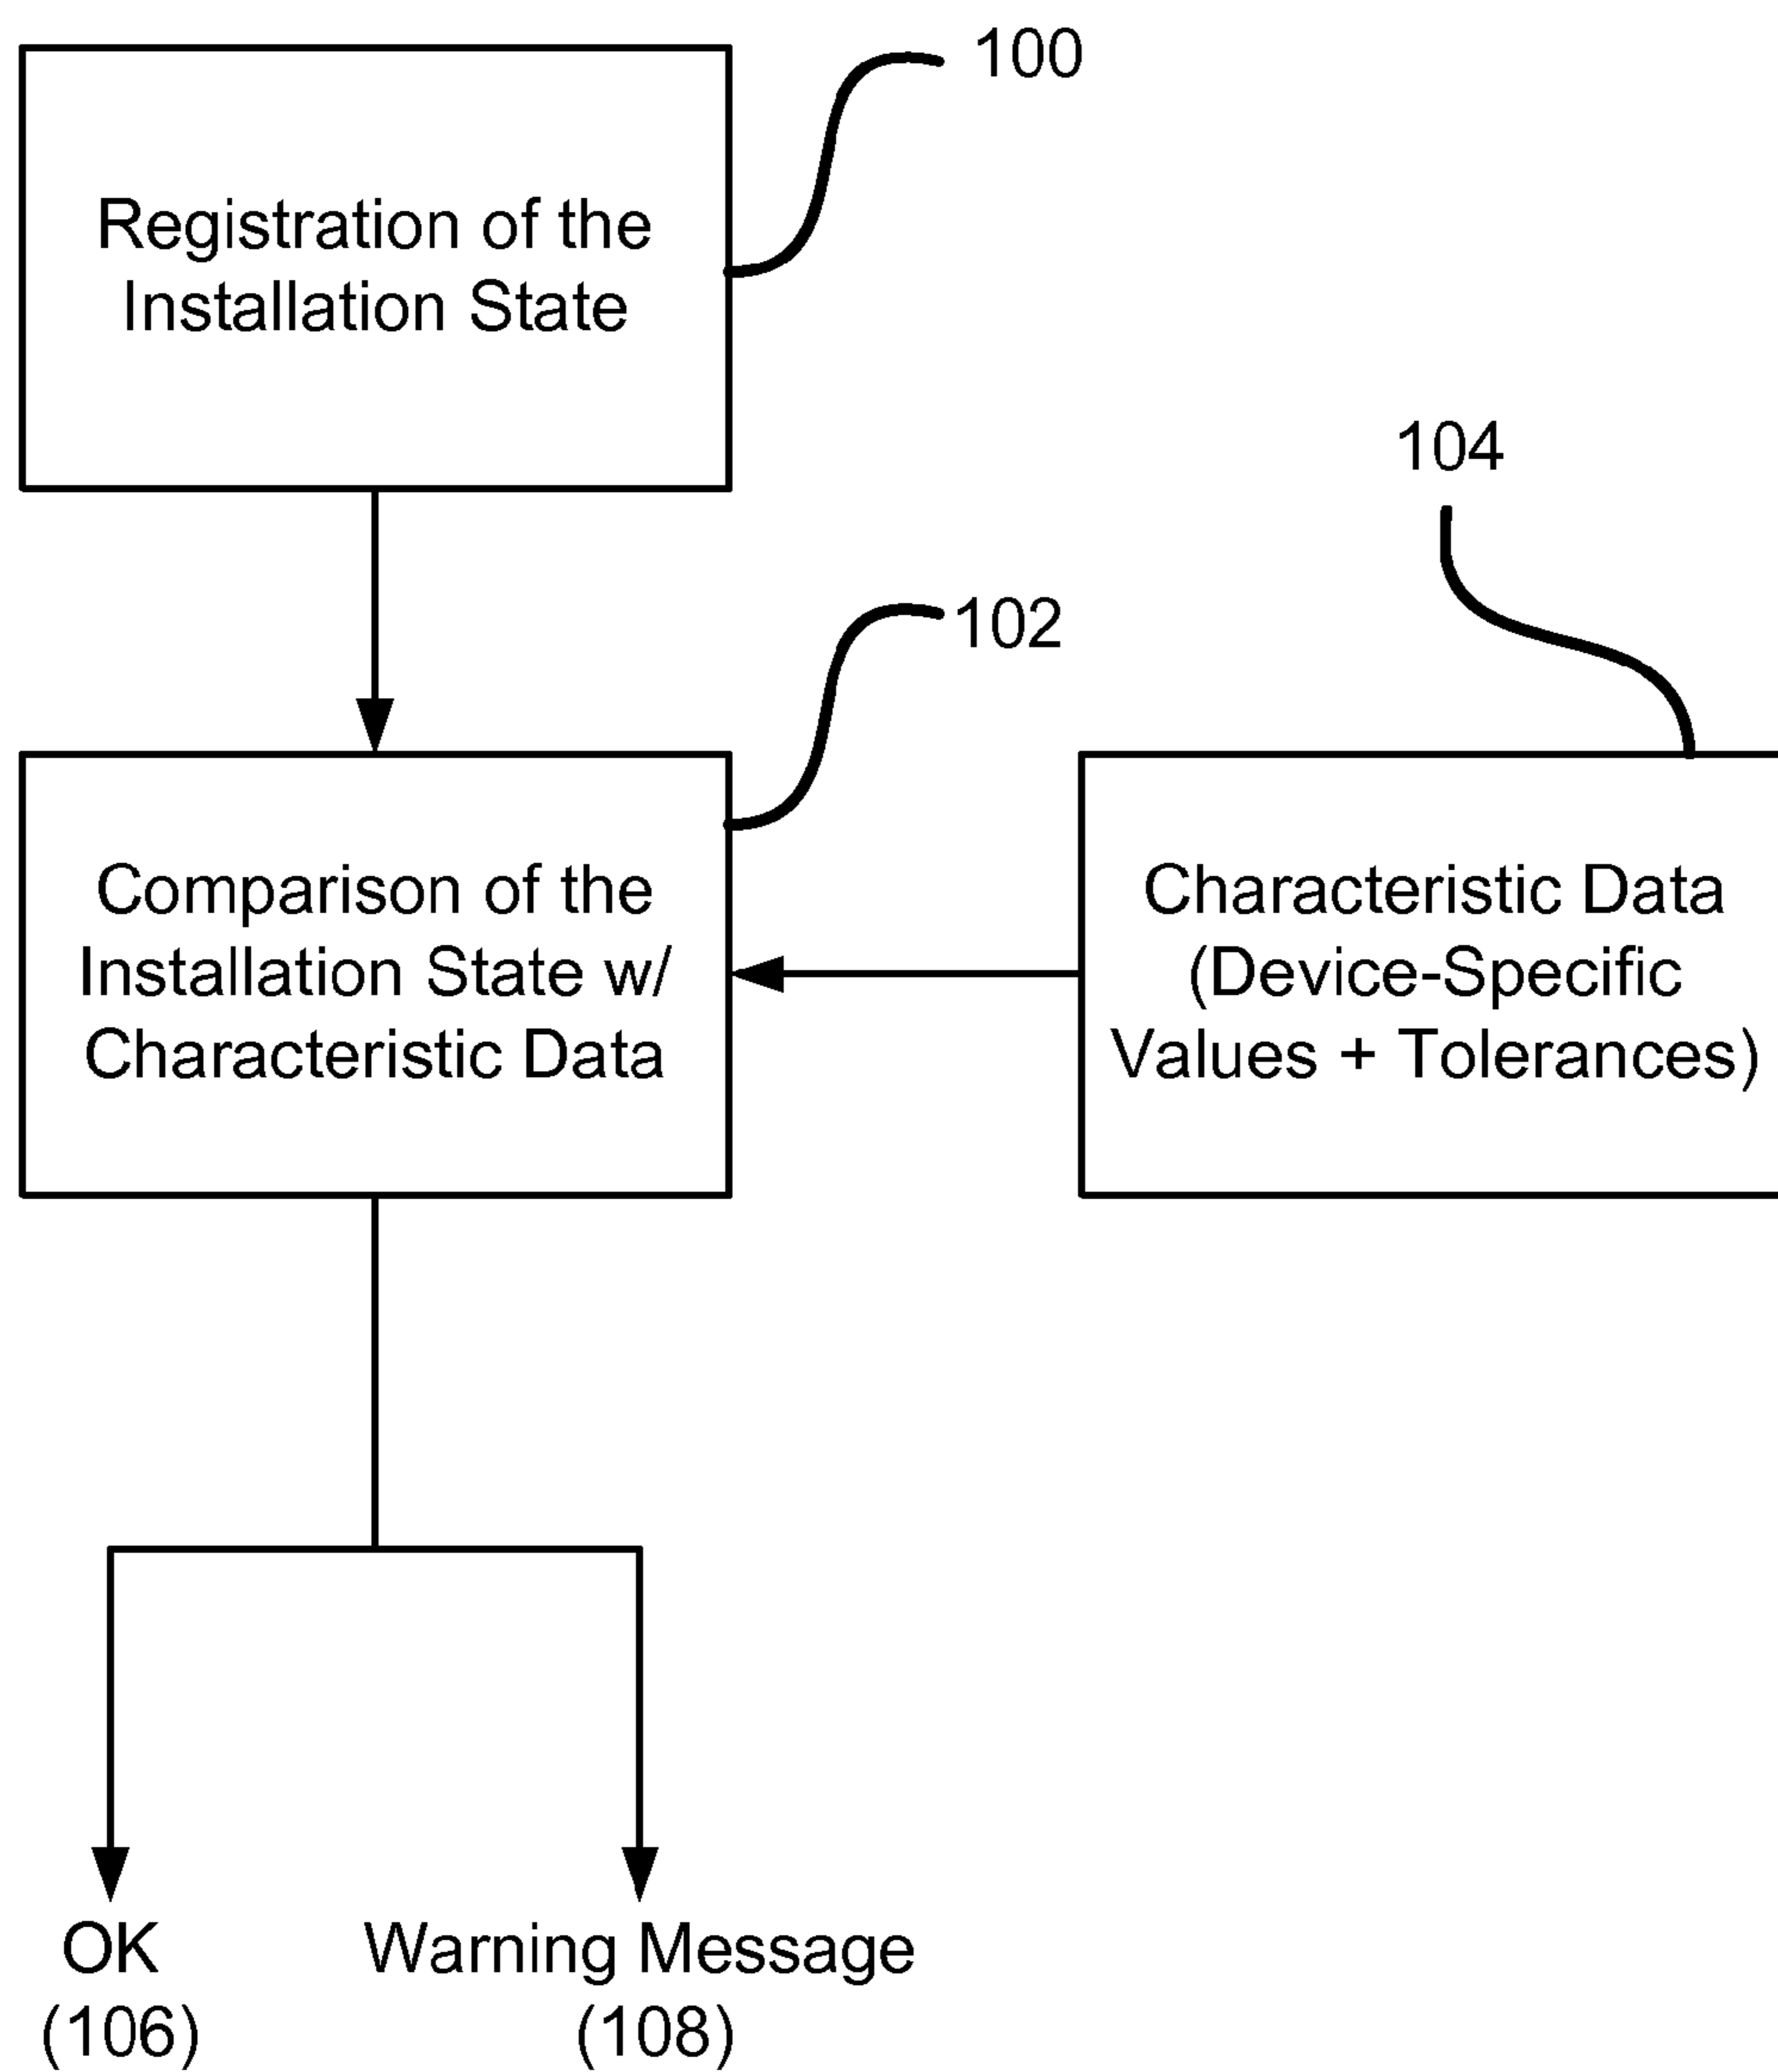 100
Registration of the
Installation State
104
102
Comparison of the
Installation State w/
Characteristic Data
Characteristic Data
(Device-Specific
Values + Tolerances)
OK
(106)
Warning Message
(108)